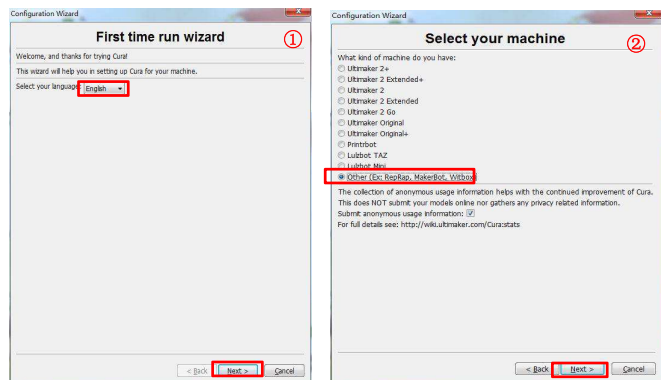 Configuration Wizard
First time run wizard
①
Welcome, and thanks for trying Cura!
This wizard will help you in setting up Cura for your machine.
Select your language: English
< Back
Next >
Cancel
Configuration Wizard
Select your machine
②
What kind of machine do you have:
Ultimaker 2+
Ultimaker 2 Extended+
Ultimaker 2
Ultimaker 2 Extended
Ultimaker 2 Go
Ultimaker Original
Ultimaker Original+
Printrbot
Lulzbot TAZ
Lulzbot Mini
Other (Ex: RepRap, MakerBot, Witbox)
The collection of anonymous usage information helps with the continued improvement of Cura.
This does NOT submit your models online nor gathers any privacy related information.
Submit anonymous usage information:
For full details see: http://wiki.ultimaker.com/Cura:stats
< Back
Next >
Cancel